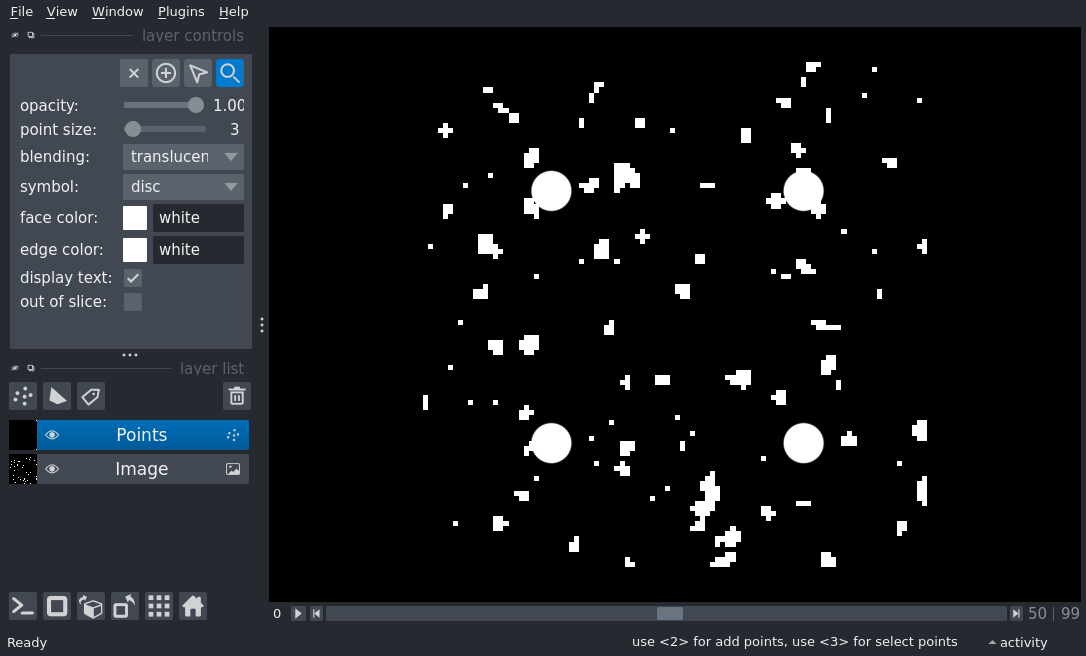 File View Window Plugins Help
layer controls
opacity: 1.00
point size: 3
blending: translucen
symbol: disc
face color: white
edge color: white
display text:
out of slice:
layer list
Points
Image
0 50 | 99
Ready use <2> for add points, use <3> for select points activity